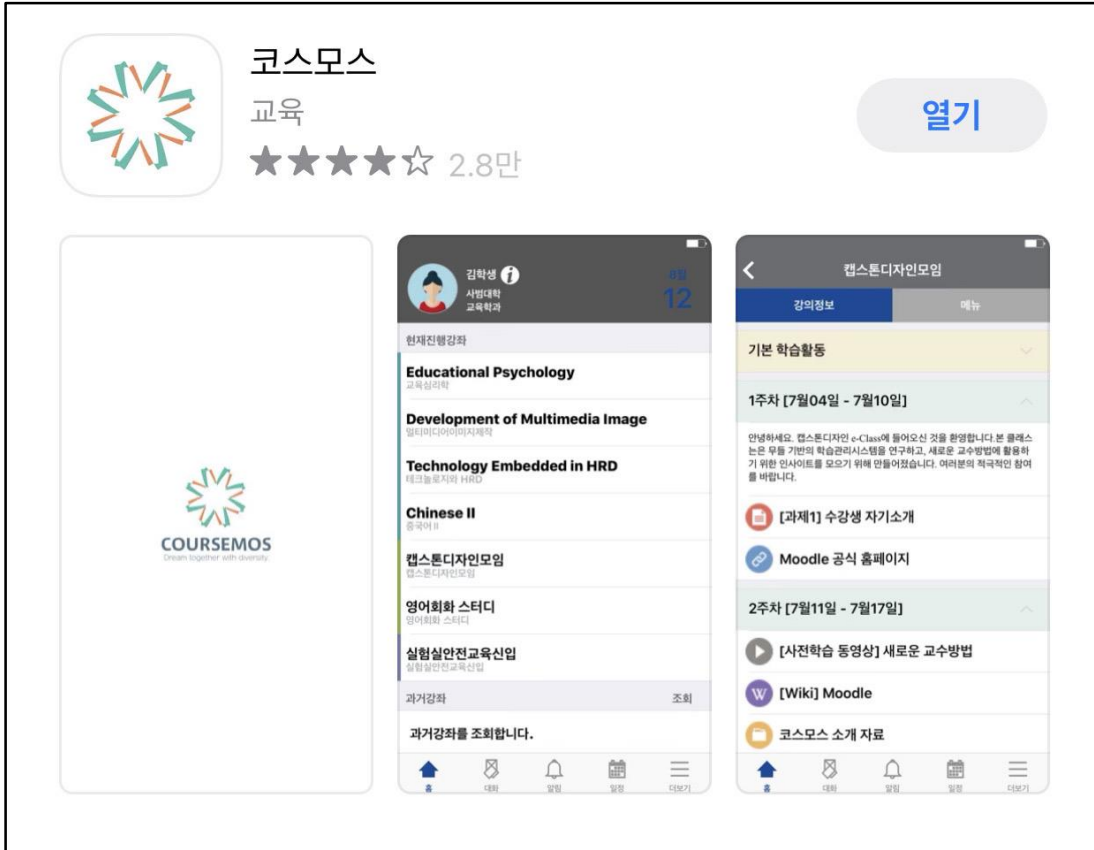 코스모스
교육
2.8만
열기
COURSEMOS
Dream together with diversity
김학생
사범대학
교육학과
8월
12
현재진행강좌
Educational Psychology
교육심리학
Development of Multimedia Image
멀티미디어이미지제작
Technology Embedded in HRD
테크놀로지와 HRD
Chinese II
중국어 II
캡스톤디자인모임
캡스톤디자인모임
영어회화 스터디
영어회화 스터디
실험실안전교육신입
실험실안전교육신입
과거강좌 조회
과거강좌를 조회합니다.
홈 대화 알림 일정 더보기
캡스톤디자인모임
강의정보 메뉴
기본 학습활동
1주차 [7월04일 - 7월10일]
안녕하세요. 캡스톤디자인 e-Class에 들어오신 것을 환영합니다.본 클래스
는은 무들 기반의 학습관리시스템을 연구하고, 새로운 교수방법에 활용하
기 위한 인사이트를 모으기 위해 만들어졌습니다. 여러분의 적극적인 참여
를 바랍니다.
[과제1] 수강생 자기소개
Moodle 공식 홈페이지
2주차 [7월11일 - 7월17일]
[사전학습 동영상] 새로운 교수방법
W [Wiki] Moodle
코스모스 소개 자료
홈 대화 알림 일정 더보기